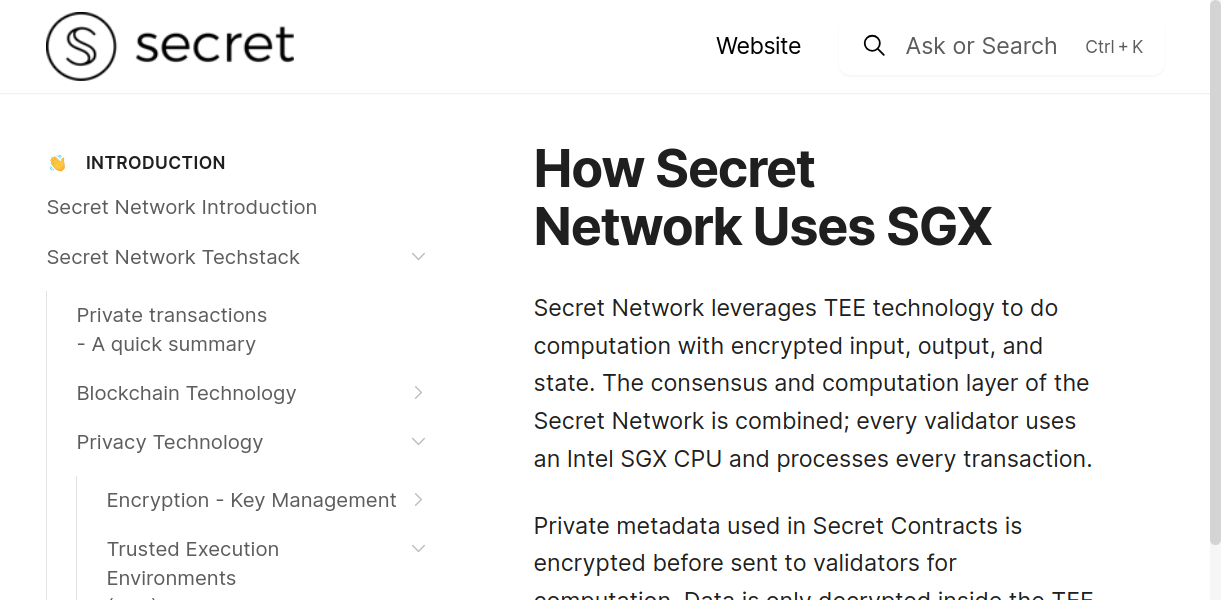 secret
Website
Ask or Search Ctrl + K
INTRODUCTION
Secret Network Introduction
Secret Network Techstack
Private transactions
- A quick summary
Blockchain Technology
Privacy Technology
Encryption - Key Management
Trusted Execution
Environments
How Secret
Network Uses SGX
Secret Network leverages TEE technology to do
computation with encrypted input, output, and
state. The consensus and computation layer of the
Secret Network is combined; every validator uses
an Intel SGX CPU and processes every transaction.
Private metadata used in Secret Contracts is
encrypted before sent to validators for
computation. Data is only decrypted inside the TEE